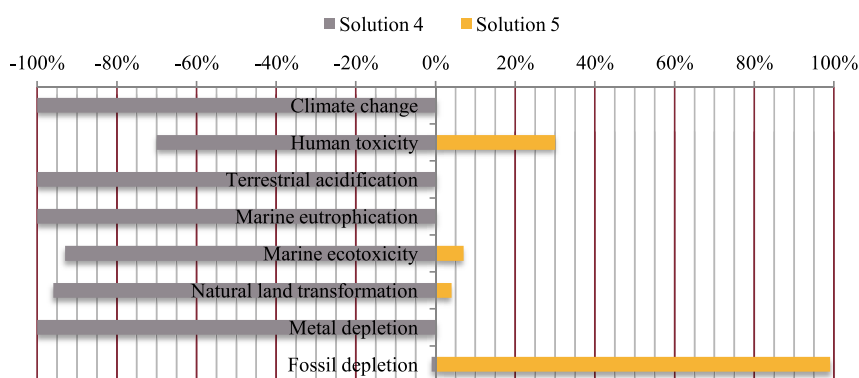 Solution 4 Solution 5
-100% -80% -60% -40% -20% 0% 20% 40% 60% 80% 100%
Climate change
Human toxicity
Terrestrial acidification
Marine eutrophication
Marine ecotoxicity
Natural land transformation
Metal depletion
Fossil depletion